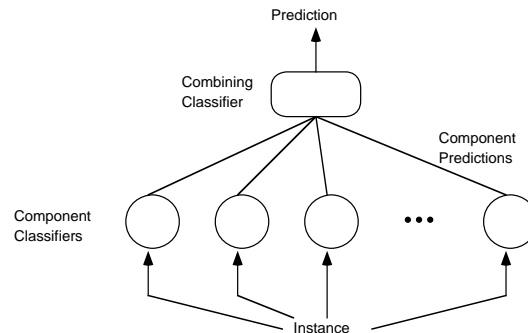 Prediction
Combining
Classifier
Component
Predictions
Component
Classifiers
Instance